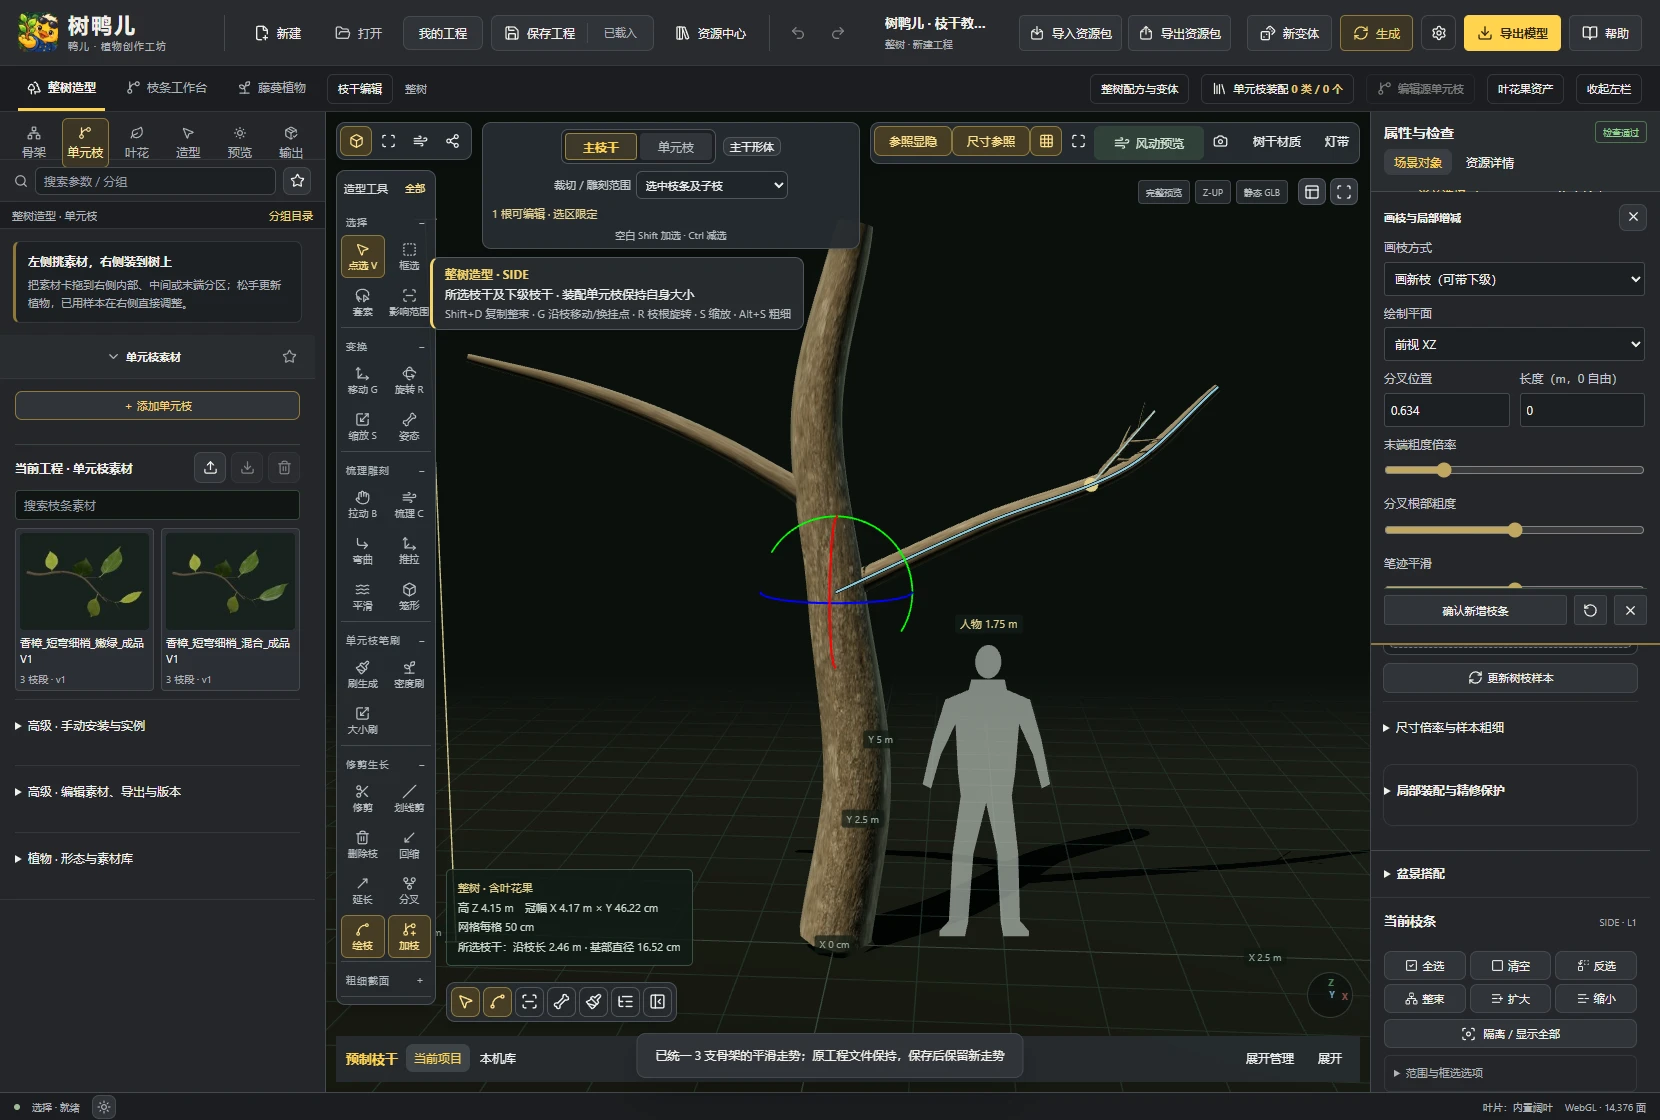 树鸭儿
鸭儿 · 植物创作工坊
新建
打开
我的工程
保存工程
已载入
资源中心
树鸭儿 · 枝干教...
整树 · 新建工程
导入资源包
导出资源包
新变体
生成
导出模型
帮助
整树造型
枝条工作台
藤蔓植物
枝干编辑
整树
整树配方与变体
单元枝装配 0 类 / 0 个
编辑源单元枝
叶花果资产
收起左栏
骨架
单元枝
叶花
造型
预览
输出
搜索参数 / 分组
整树造型 · 单元枝
分组目录
左侧挑素材，右侧装到树上
把素材卡拖到右侧内部、中间或末端分区；松手更新
植物，已用样本在右侧直接调整。
单元枝素材
+ 添加单元枝
当前工程 · 单元枝素材
搜索枝条素材
香樟_短穹细梢_嫩绿_成品
V1
3 枝段 · v1
香樟_短穹细梢_混合_成品
V1
3 枝段 · v1
高级 · 手动安装与实例
高级 · 编辑素材、导出与版本
植物 · 形态与素材库
选择 · 就绪
造型工具
全部
选择
点选 V
框选
套索
影响范围
变换
移动 G
旋转 R
缩放 S
姿态
梳理雕刻
拉动 B
梳理 C
弯曲
推拉
平滑
笼形
单元枝笔刷
刷生成
密度刷
大小刷
修剪生长
修剪
划线剪
删除枝
回缩
延长
分叉
绘枝
加枝
粗细截面
主枝干
单元枝
主干形体
裁切 / 雕刻范围
选中枝条及子枝
1 根可编辑 · 选区限定
空白 Shift 加选 · Ctrl 减选
整树造型 · SIDE
所选枝干及下级枝干 · 装配单元枝保持自身大小
Shift+D 复制整束 · G 沿枝移动/换挂点 · R 枝根旋转 · S 缩放 · Alt+S 粗细
参照显隐
尺寸参照
风动预览
树干材质
灯带
完整预览
Z-UP
静态 GLB
人物 1.75 m
Y 5 m
Y 2.5 m
X 0 cm
X 2.5 m
m
Z
Y
X
整树 · 含叶花果
高 Z 4.15 m 冠幅 X 4.17 m × Y 46.22 cm
网格每格 50 cm
所选枝干：沿枝长 2.46 m · 基部直径 16.52 cm
预制枝干
当前项目
本机库
已统一 3 支骨架的平滑走势；原工程文件保持，保存后保留新走势
展开管理
展开
属性与检查
检查通过
场景对象
资源详情
画枝与局部增减
画枝方式
画新枝（可带下级）
绘制平面
前视 XZ
分叉位置
长度（m，0 自由）
0.634
0
末端粗度倍率
分叉根部粗度
笔迹平滑
确认新增枝条
更新树枝样本
尺寸倍率与样本粗细
局部装配与精修保护
盆景搭配
当前枝条
SIDE · L1
全选
清空
反选
整束
扩大
缩小
隔离 / 显示全部
范围与框选选项
叶片：内置阔叶
WebGL · 14,376 面